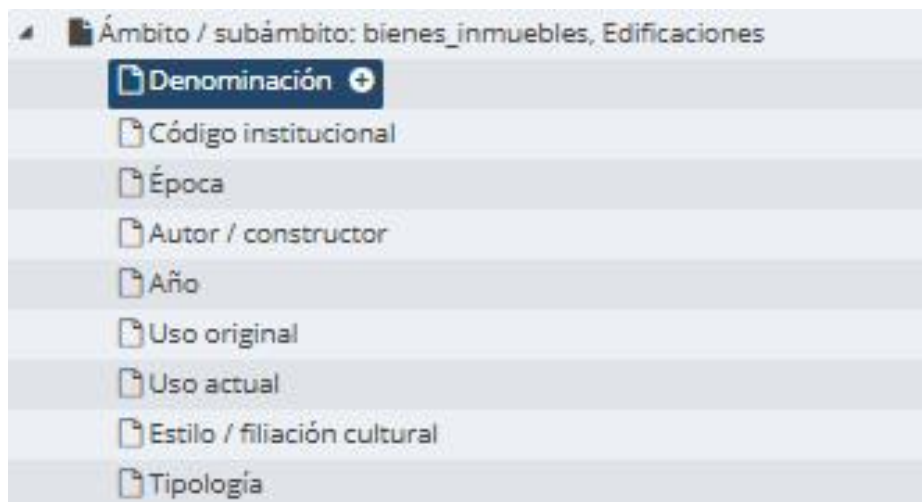 Ámbito / subámbito: bienes_inmuebles, Edificaciones
Denominación
Código institucional
Época
Autor / constructor
Año
Uso original
Uso actual
Estilo / filiación cultural
Tipología